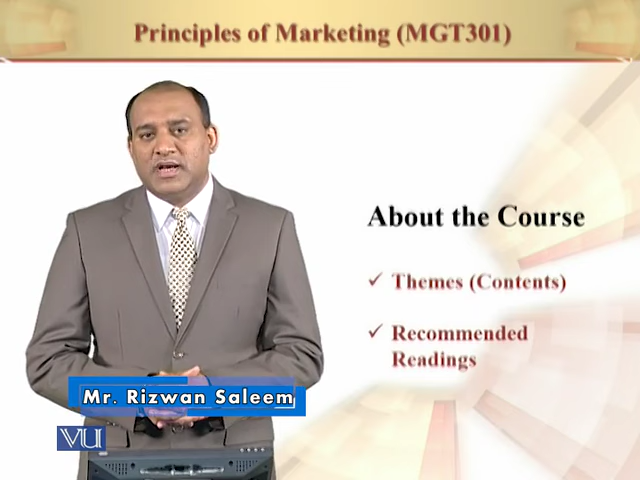 Principles of Marketing (MGT301)
About the Course
✓ Themes (Contents)
✓ Recommended
Readings
Mr. Rizwan Saleem
VU